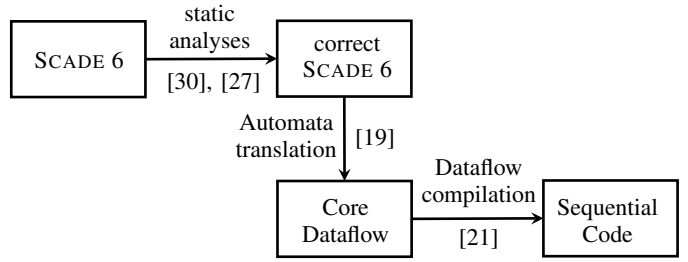 static
analyses
SCADE 6
[30], [27]
correct
SCADE 6
Automata
translation
[19]
Core
Dataflow
Dataflow
compilation
[21]
Sequential
Code